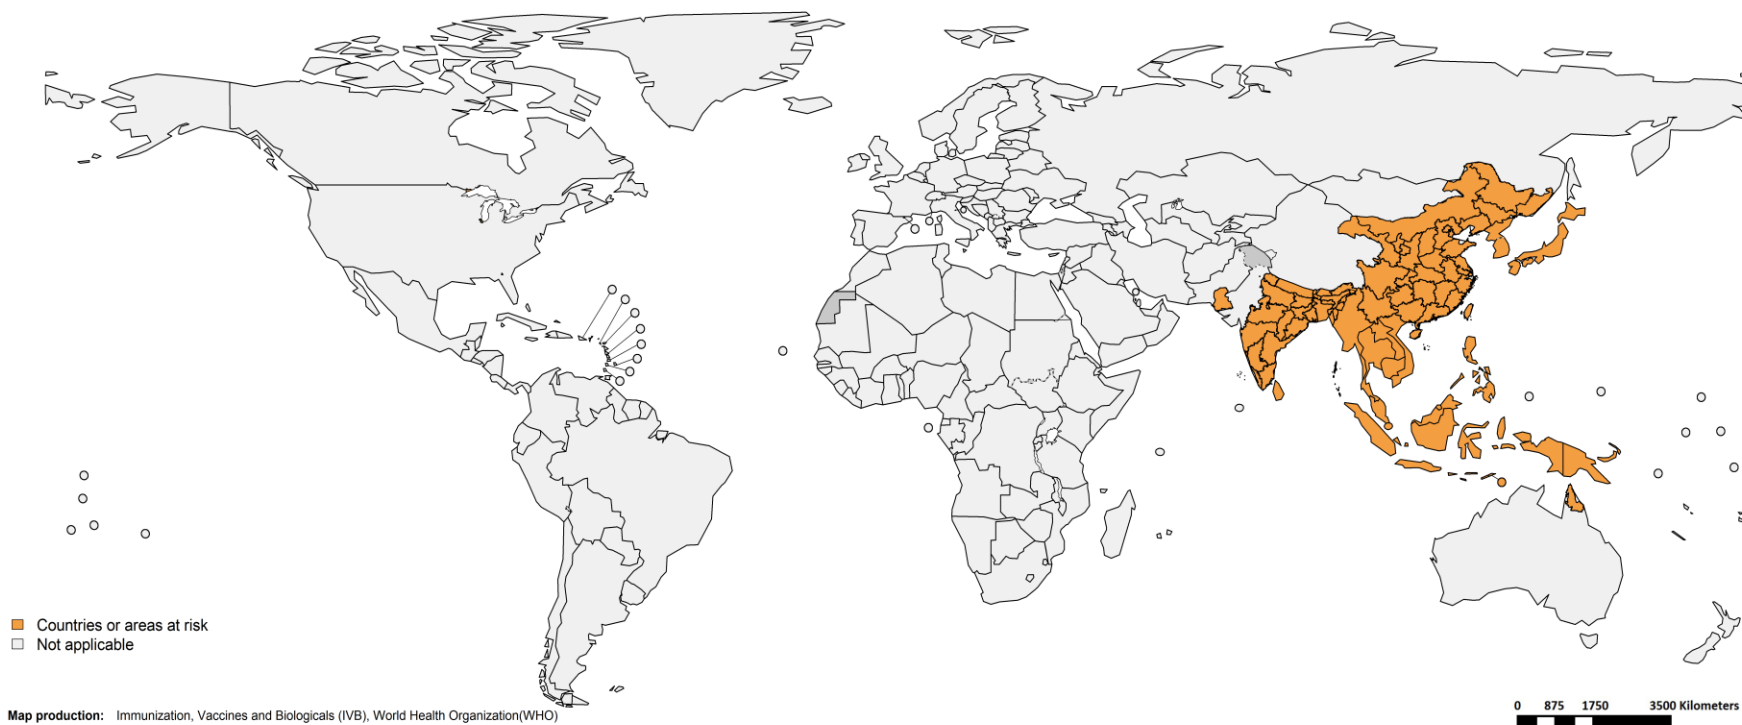 Countries or areas at risk
Not applicable
Map production: Immunization, Vaccines and Biologicals (IVB), World Health Organization(WHO)
0 875 1750 3500 Kilometers